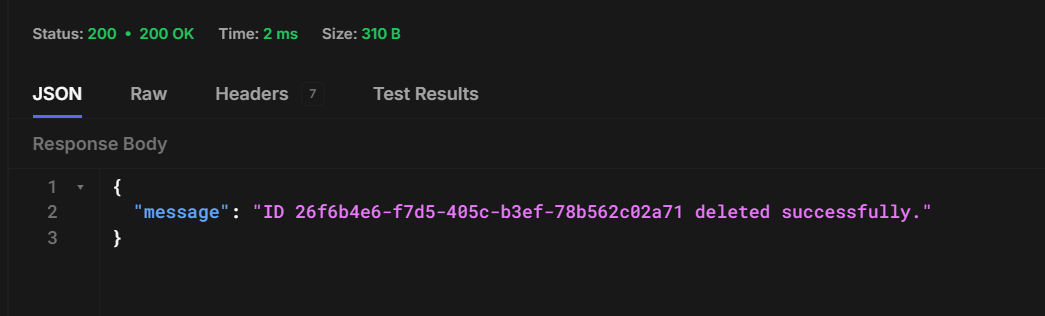 Status: 200 • 200 OK Time: 2 ms Size: 310 B
JSON Raw Headers 7 Test Results
Response Body
1 {
2 "message": "ID 26f6b4e6-f7d5-405c-b3ef-78b562c02a71 deleted successfully."
3 }